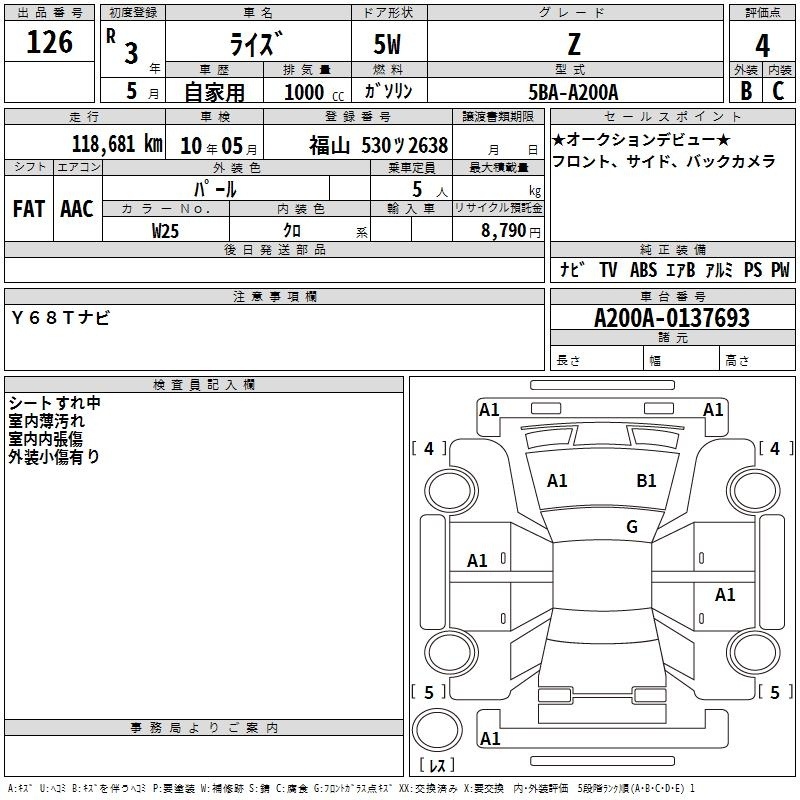 出品番号 初度登録 車名 ドア形状 グレード 評価点
126 R 3 年 ﾗｲｽﾞ 5W Z 4
車歴 排気量 燃料 型式 外装 内装
5 月 自家用 1000 CC ｶﾞｿﾘﾝ 5BA-A200A B C
走行 車検 登録番号 譲渡書類期限 セールスポイント
118,681 km 10 年 05 月 福山 530 ﾂ 2638 月 日 ★オークションデビュー★
フロント、サイド、バックカメラ
シフト エアコン 外装色 乗車定員 最大積載量
FAT AAC ﾊﾟｰﾙ 5 人 kg
カラーNo. 内装色 輸入車 リサイクル預託金
W25 ｸﾛ 系 8,790 円
後日発送部品 純正装備
ﾅﾋﾞ TV ABS ｴｱB ｱﾙﾐ PS PW
注意事項欄 車台番号
Ｙ６８Ｔナビ A200A-0137693
諸元
長さ 幅 高さ
検査員記入欄
シートすれ中
室内薄汚れ
室内内張傷
外装小傷有り
A1 A1
[ 4 ] [ 4 ]
A1 B1
G
A1
A1
[ 5 ] [ 5 ]
A1
[ ﾚｽ ]
事務局よりご案内
A:ｷｽﾞ U:ﾍｺﾐ B:ｷｽﾞを伴うﾍｺﾐ P:要塗装 W:補修跡 S:錆 C:腐食 G:ﾌﾛﾝﾄｶﾞﾗｽ点ｷｽﾞ XX:交換済み X:要交換 内・外装評価 5段階ﾗﾝｸ順(A・B・C・D・E) 1